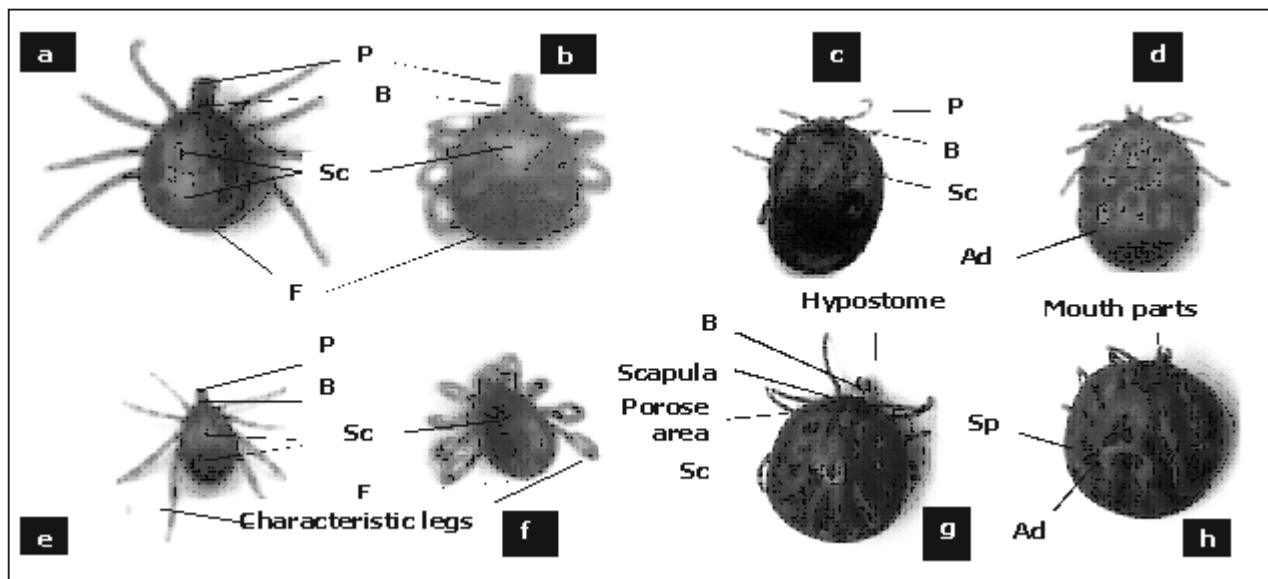 a
P
b
c
d
B
P
B
Sc
Sc
Ad
F
Hypostome
Mouth parts
B
P
Scapula
B
Porose
area
Sc
Sp
Sc
F
Characteristic legs
Ad
e
f
g
h